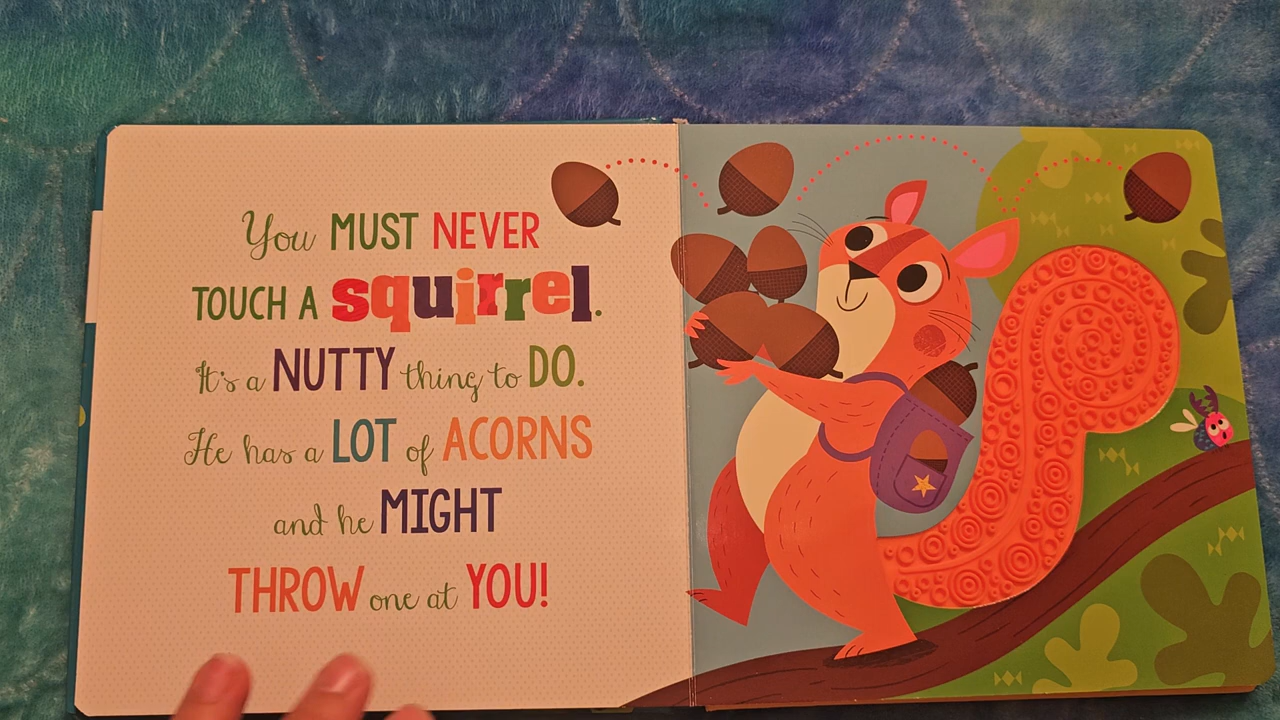 You MUST NEVER
TOUCH A squirrel.
It's a NUTTY thing to DO.
He has a LOT of ACORNS
and he MIGHT
THROW one at YOU!